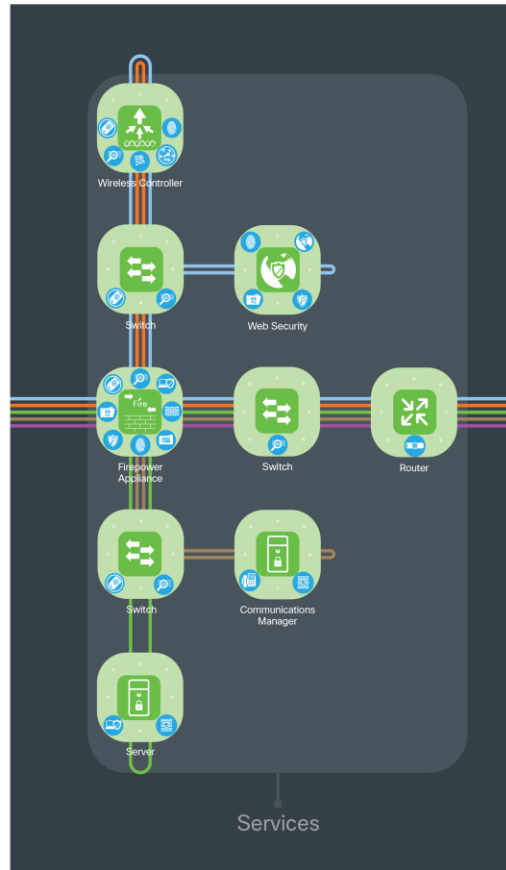 Wireless Controller
Switch
Web Security
Fire
Firepower
Appliance
Switch
Router
Switch
Communications
Manager
Server
Services